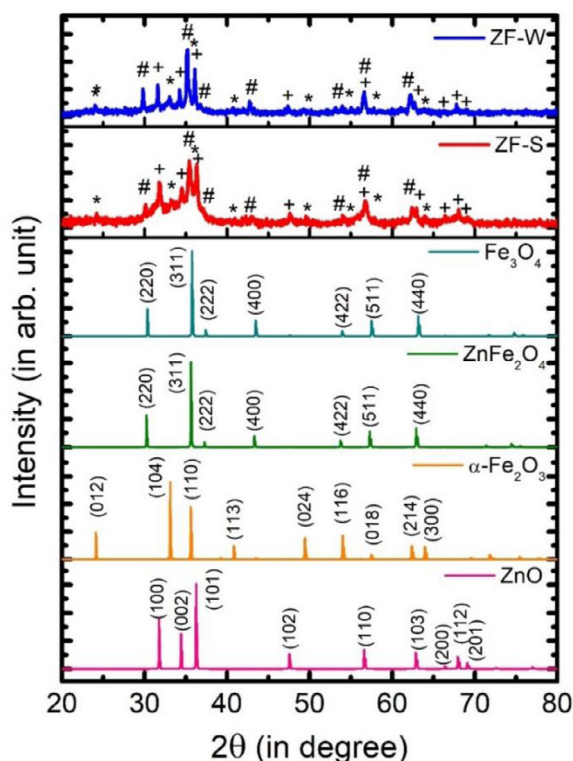 ZF-W
# + * + # * + # * # * # * + * # * # + * # + * + * + +
ZF-S
* # + * + # * + # * # + * # * # + * # + * + + +
Fe₃O₄
(220) (311) (222) (400) (422) (511) (440)
ZnFe₂O₄
(220) (311) (222) (400) (422) (511) (440)
α-Fe₂O₃
(012) (104) (110) (113) (024) (116) (018) (214) (300)
ZnO
(100) (002) (101) (102) (110) (103) (200) (112) (201)
Intensity (in arb. unit)
20 30 40 50 60 70 80
2θ (in degree)